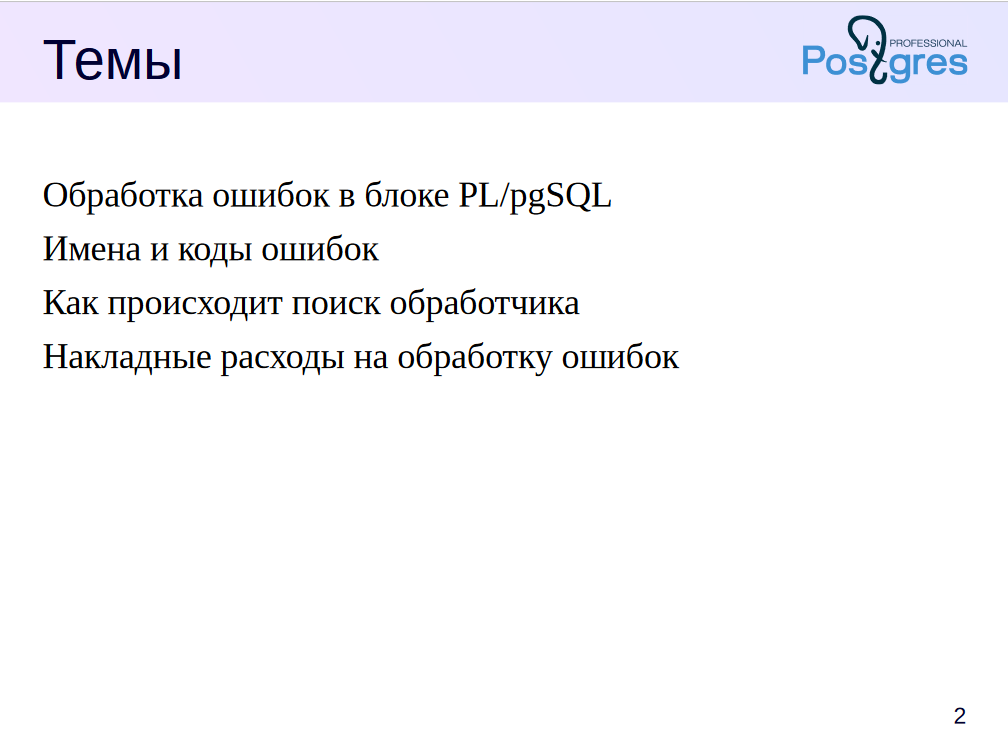 Темы
PROFESSIONAL
Postgres
Обработка ошибок в блоке PL/pgSQL
Имена и коды ошибок
Как происходит поиск обработчика
Накладные расходы на обработку ошибок
2